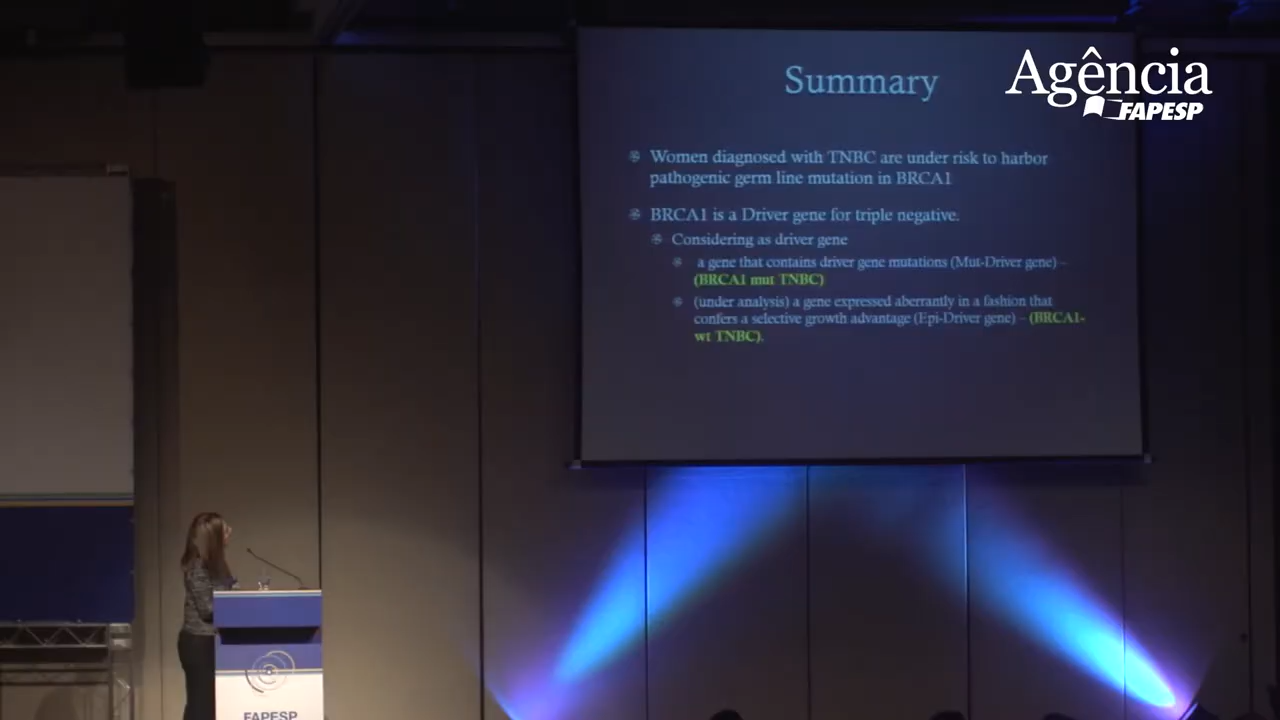 Agência
FAPESP
Summary
Women diagnosed with TNBC are under risk to harbor
pathogenic germ line mutation in BRCA1
BRCA1 is a Driver gene for triple negative.
Considering as driver gene
a gene that contains driver gene mutations (Mut-Driver gene) –
(BRCA1 mut TNBC)
(under analysis) a gene expressed aberrantly in a fashion that
confers a selective growth advantage (Epi-Driver gene) – (BRCA1-
wt TNBC).
FAPESP